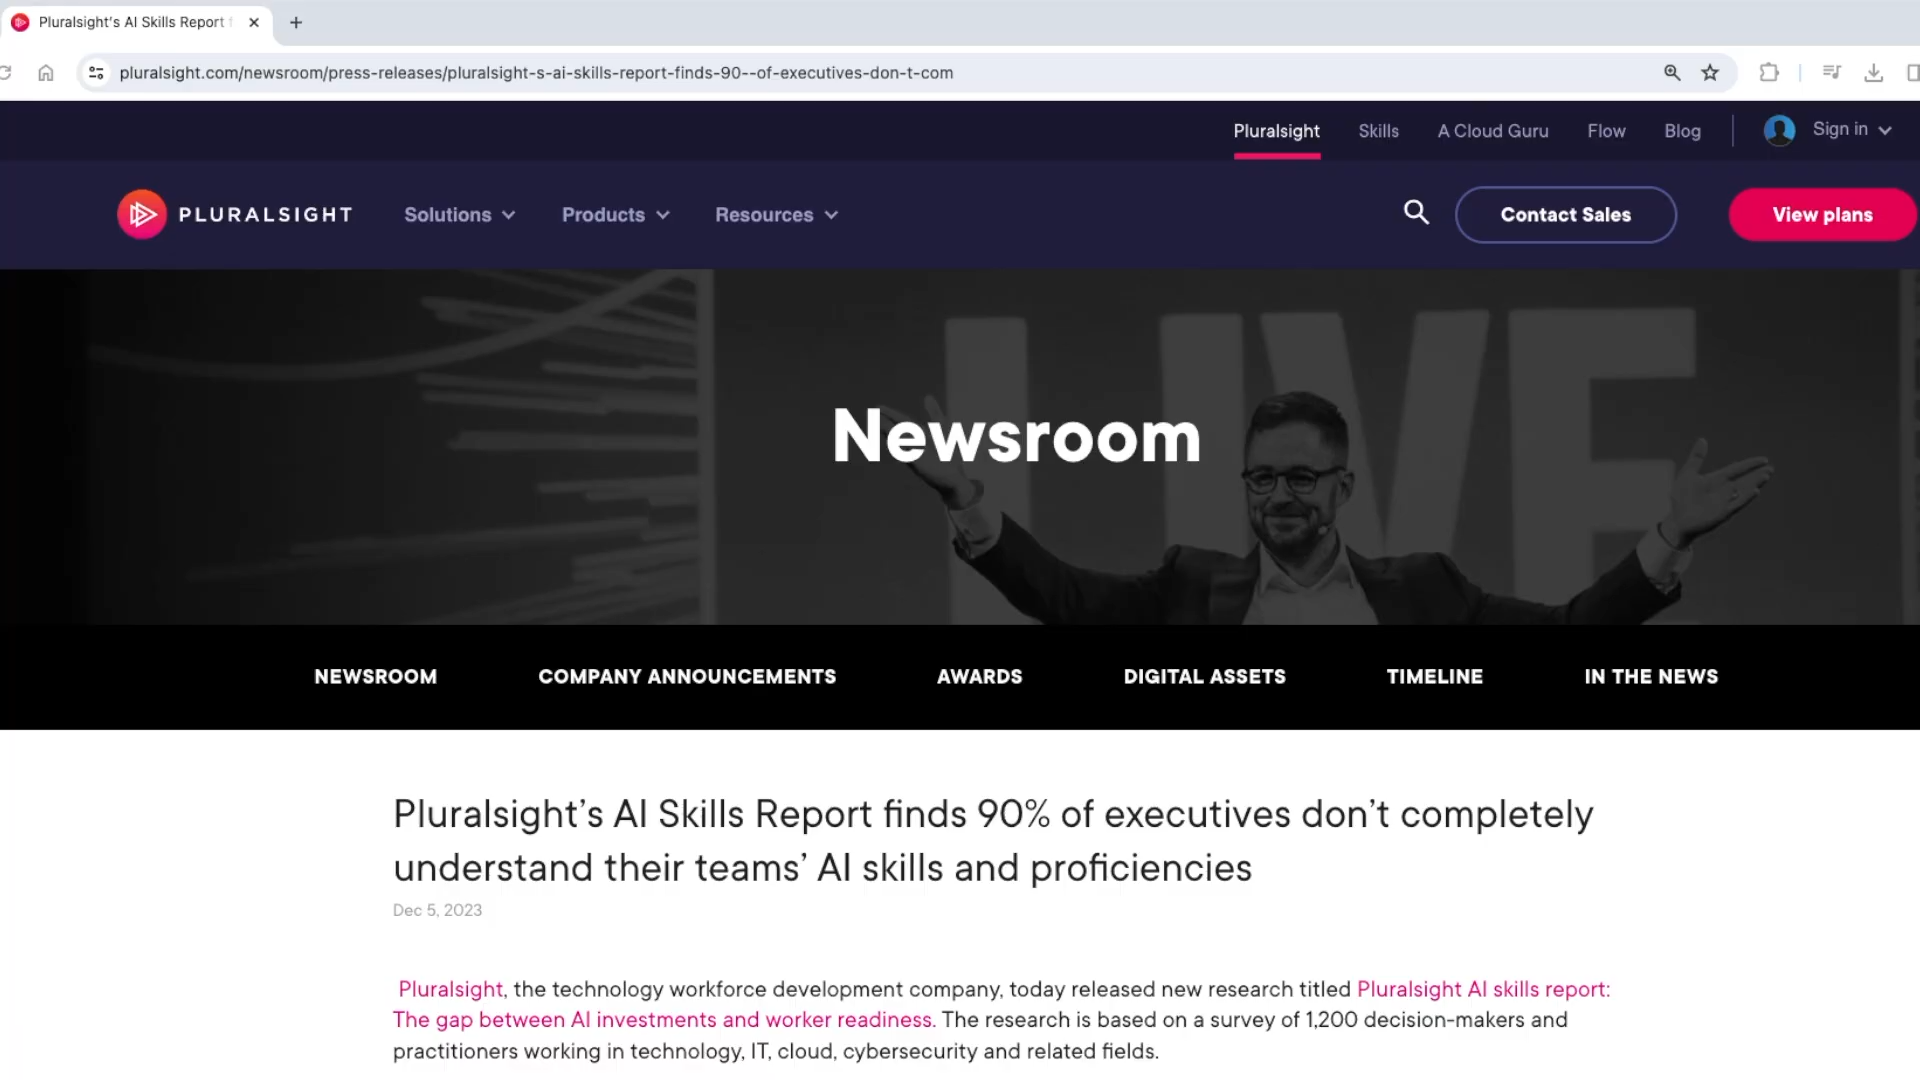 Pluralsight's AI Skills Report
pluralsight.com/newsroom/press-releases/pluralsight-s-ai-skills-report-finds-90--of-executives-don-t-com
Pluralsight Skills A Cloud Guru Flow Blog Sign in
PLURALSIGHT Solutions Products Resources Contact Sales View plans
LIVE
Newsroom
NEWSROOM COMPANY ANNOUNCEMENTS AWARDS DIGITAL ASSETS TIMELINE IN THE NEWS
Pluralsight’s AI Skills Report finds 90% of executives don’t completely
understand their teams’ AI skills and proficiencies
Dec 5, 2023
Pluralsight, the technology workforce development company, today released new research titled Pluralsight AI skills report:
The gap between AI investments and worker readiness. The research is based on a survey of 1,200 decision-makers and
practitioners working in technology, IT, cloud, cybersecurity and related fields.